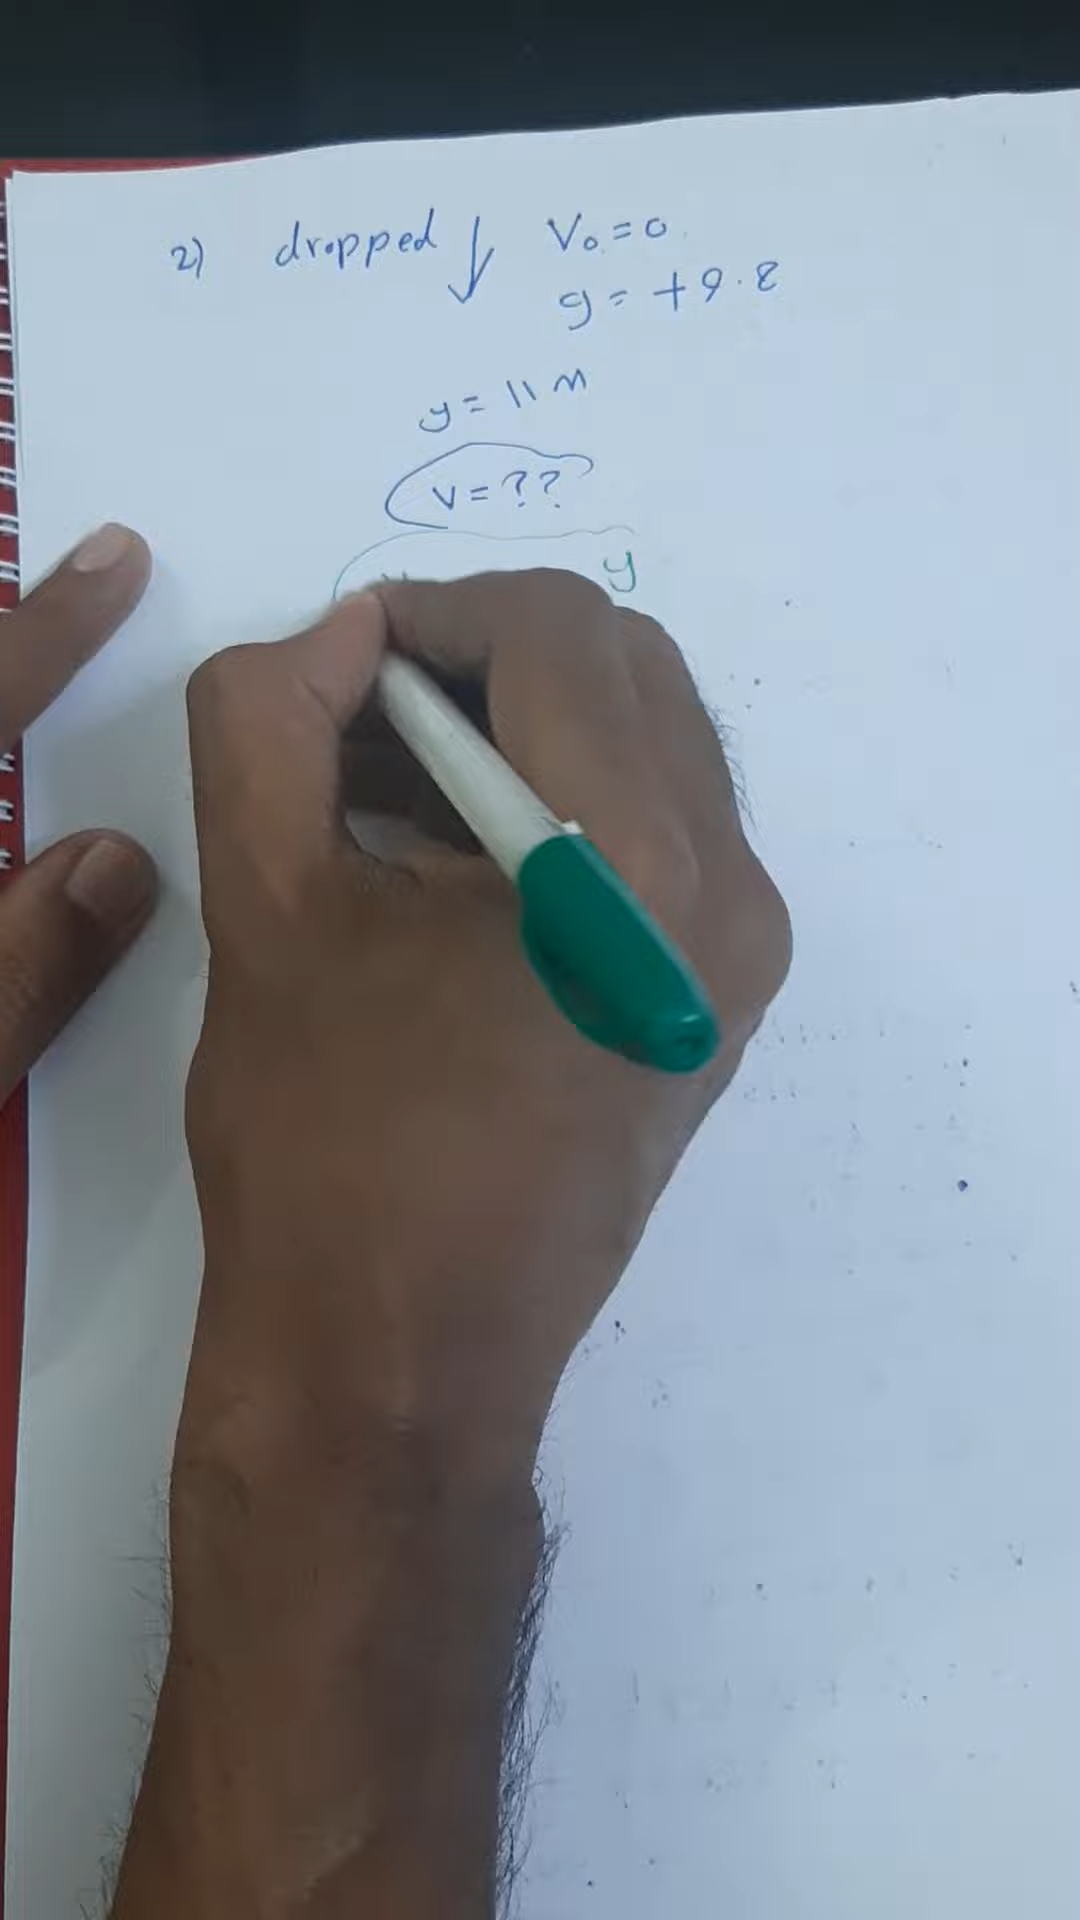 2) dropped ↓ V₀ = 0
g = +9.8
y = 11 m
v = ??
y